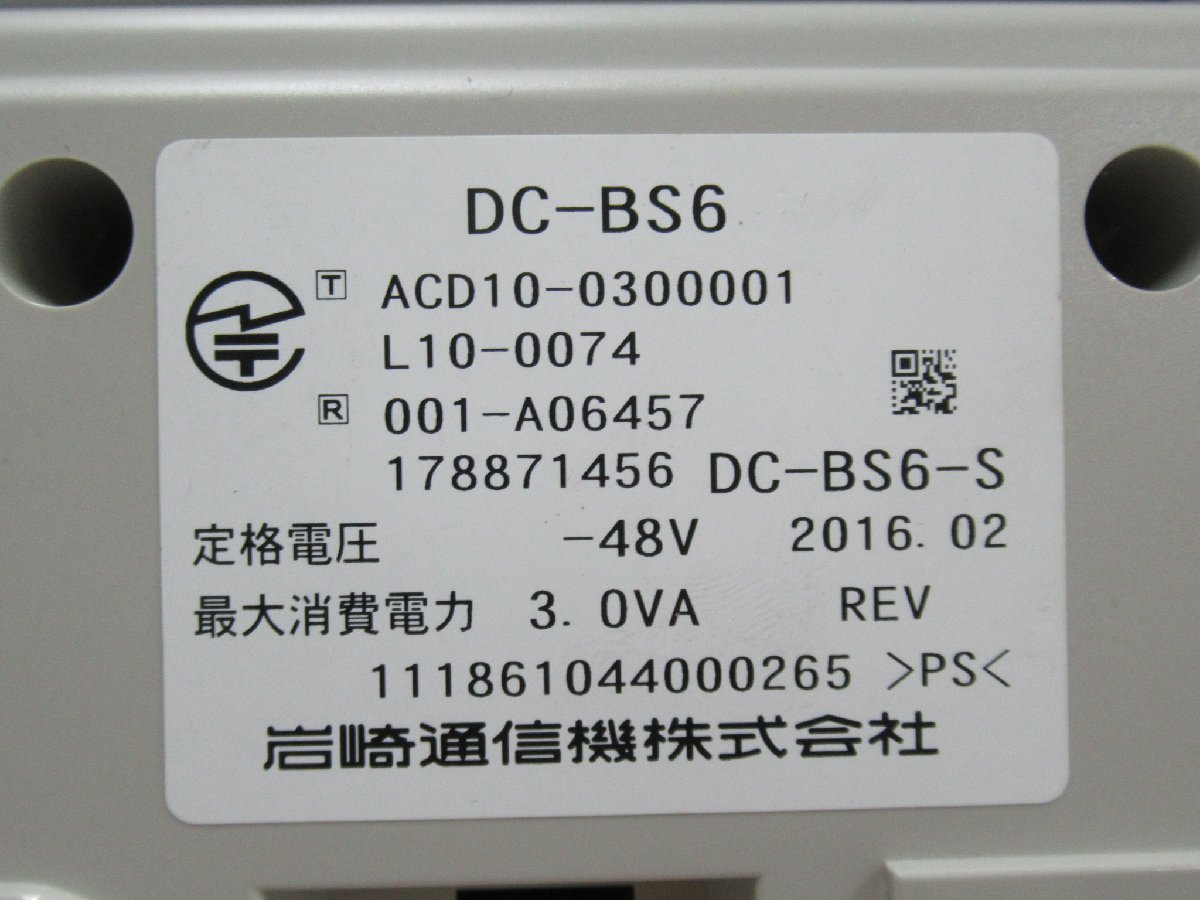 DC-BS6
T ACD10-0300001
L10-0074
R 001-A06457
178871456 DC-BS6-S
定格電圧 -48V 2016.02
最大消費電力 3.0VA REV
111861044000265 >PS<
岩崎通信機株式会社